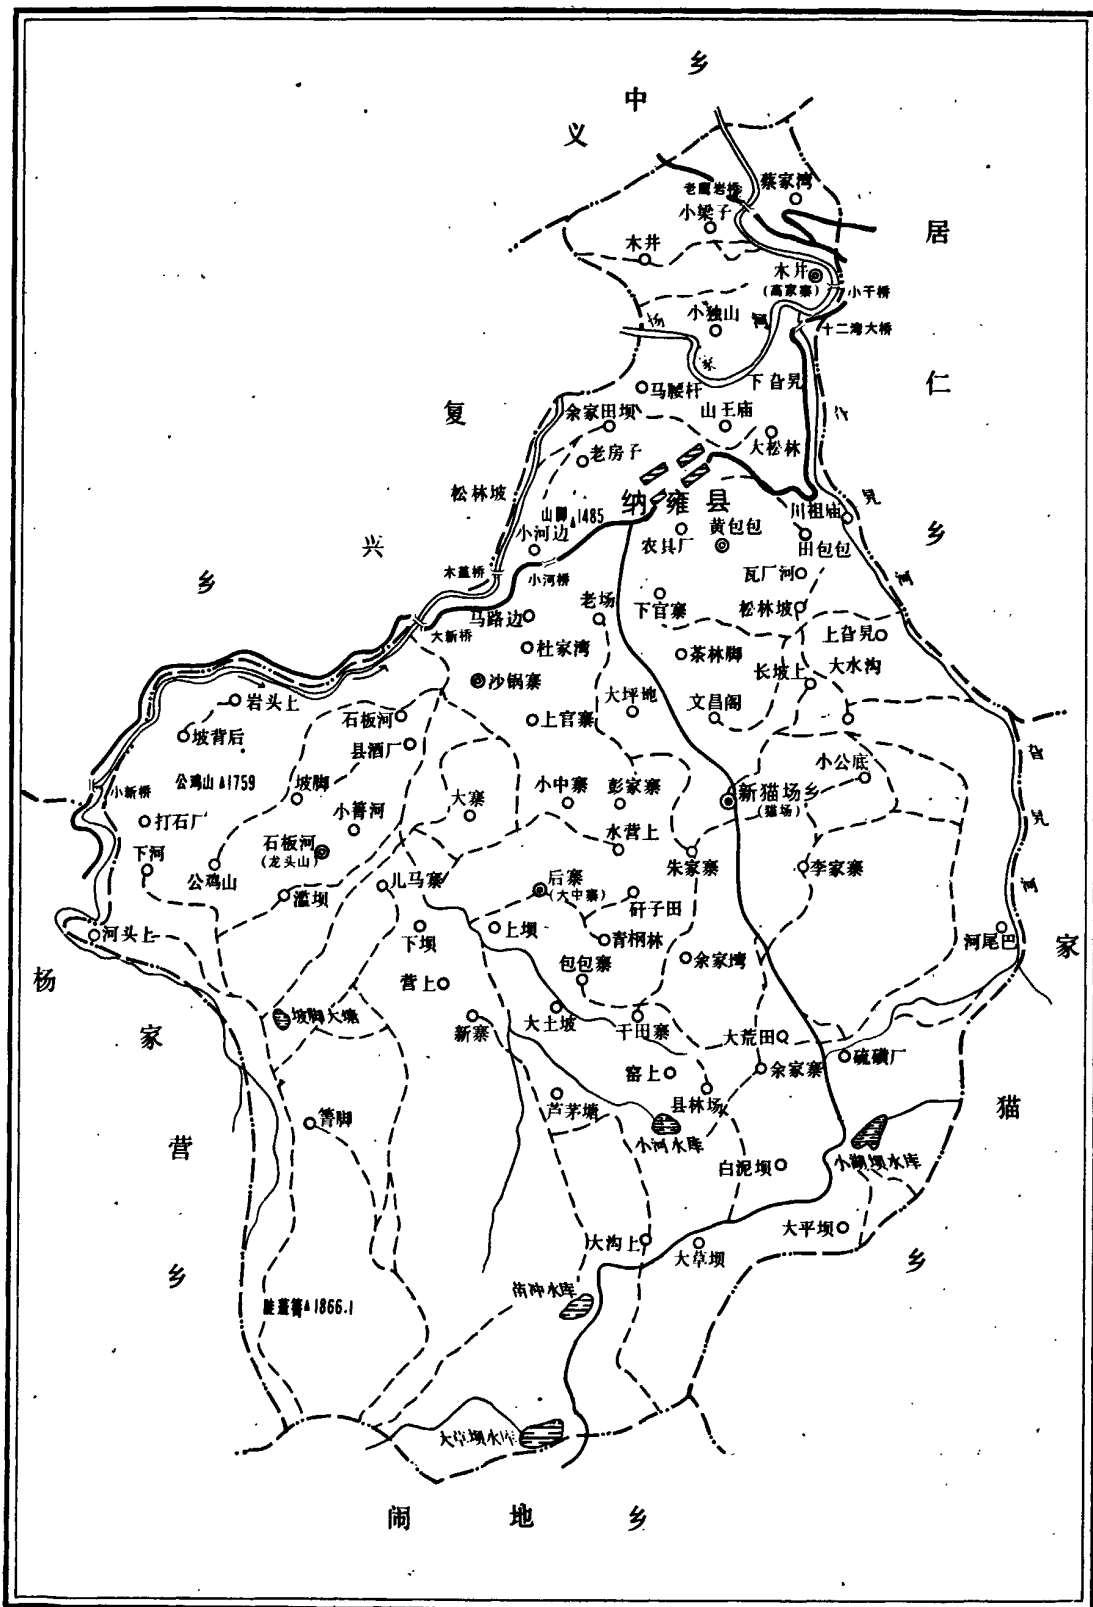 中义乡
居仁乡
复兴乡
杨家营乡
猫家乡
闹地乡
老鹰岩桥
蔡家湾
小梁子
木井
木井
(高家寨)
小干桥
小独山
杨家河
十二湾大桥
下旮旯
马腰杆
余家田坝
山王庙
大松林
老房子
松林坡
纳雍县
山脚 1485
川祖庙
旮旯河
小河边
农具厂
黄包包
田包包
木盖桥
小河桥
瓦厂河
下官寨
松林坡
老场
马路边
大新桥
上旮旯
杜家湾
茶林脚
长坡上
大水沟
沙锅寨
大坪地
文昌阁
岩头上
石板河
上官寨
坡背后
县酒厂
旮旯河
小公底
公鸡山 1759
坡脚
小新桥
小中寨
彭家寨
新猫场乡
(猫场)
大寨
小箐河
打石厂
石板河
(龙头山)
水营上
朱家寨
李家寨
下河
公鸡山
儿马寨
后寨
(大中寨)
滥坝
矸子田
河头上
下坝
上坝
青㭎林
河尾巴
余家塆
包包寨
营上
坡脚大塘
新寨
大土坡
干田寨
大荒田
硫磺厂
窑上
余家寨
芦茅塘
县林场
箐脚
小河水库
白泥坝
小湖坝水库
大平坝
大沟上
大草坝
1866.1
大草坝水库